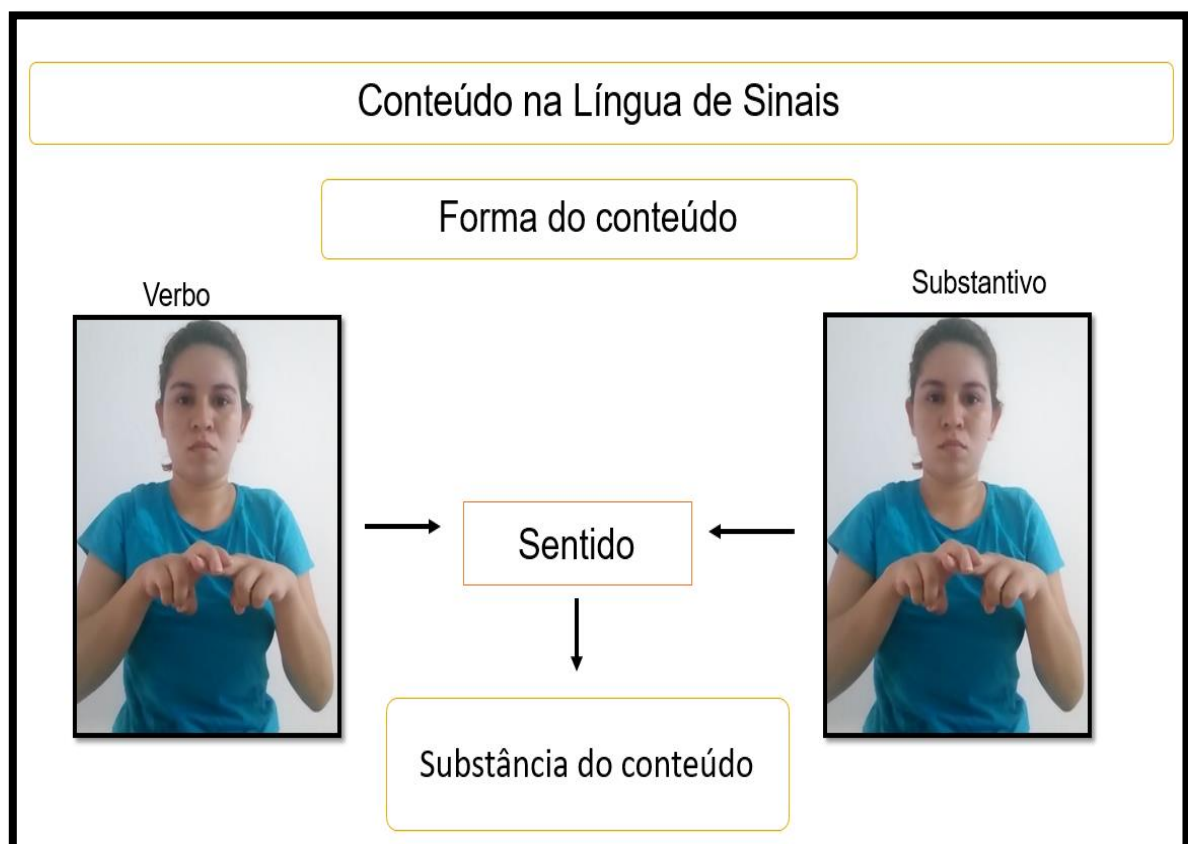 Conteúdo na Língua de Sinais
Forma do conteúdo
Verbo
Substantivo
Sentido
Substância do conteúdo